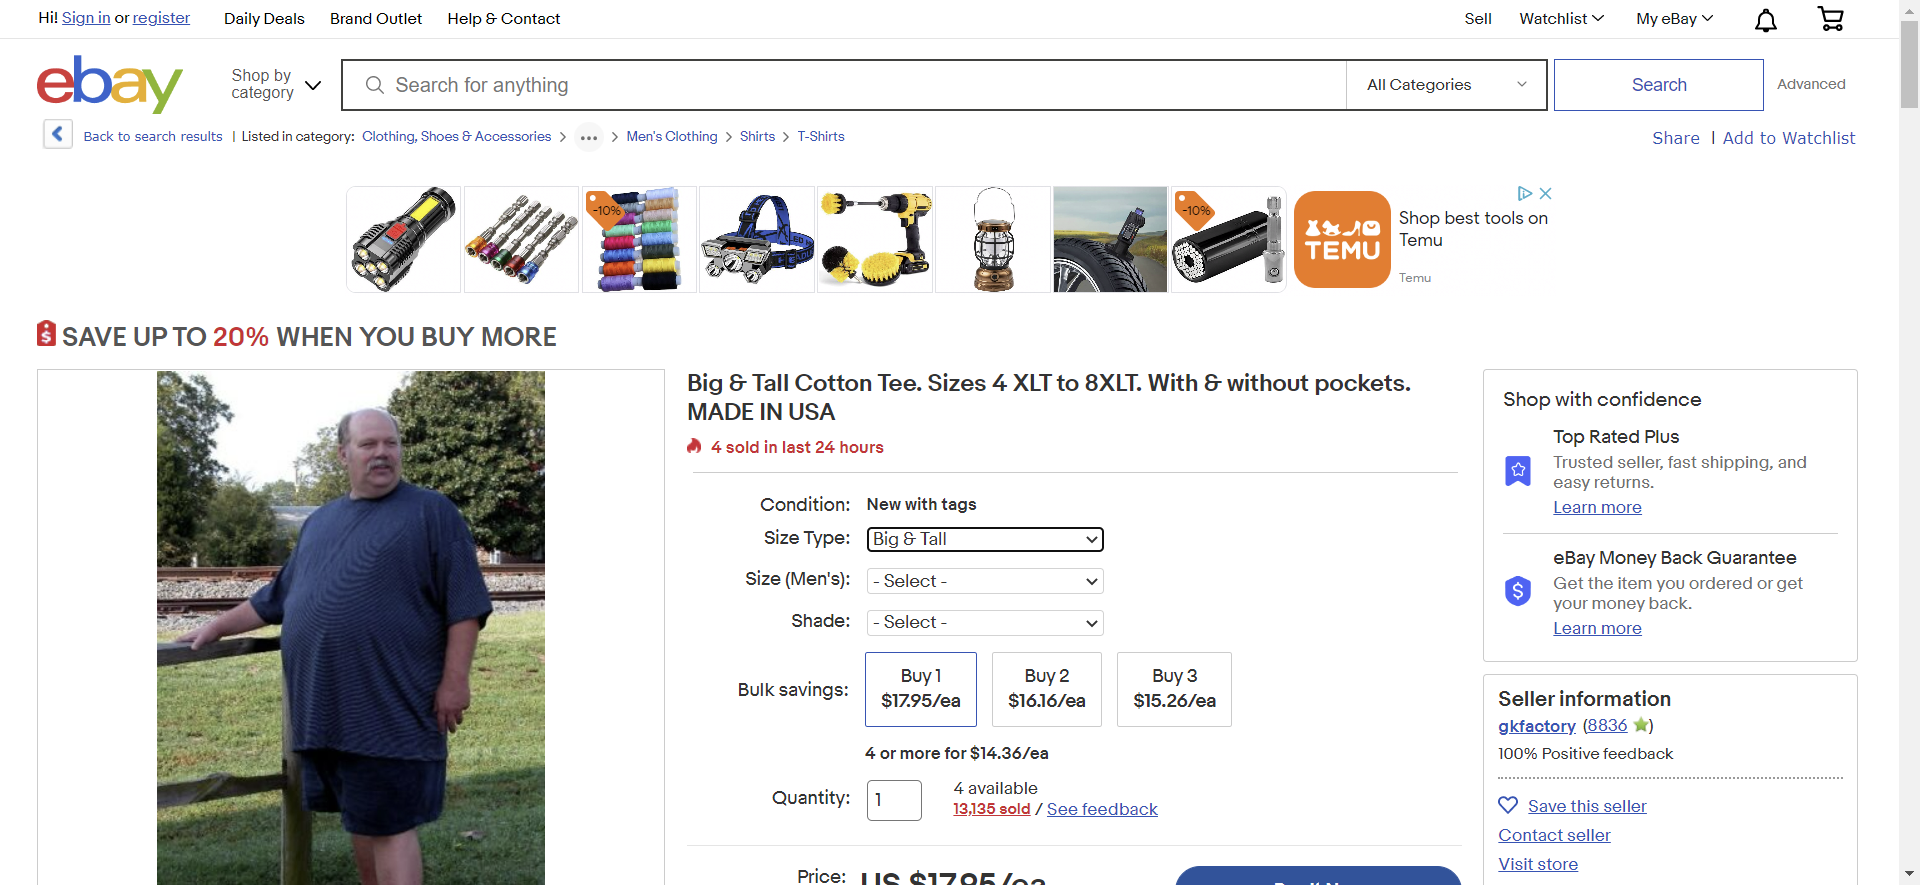 Hi! Sign in or register Daily Deals Brand Outlet Help & Contact Sell Watchlist My eBay
ebay Shop by category Search for anything All Categories Search Advanced
Back to search results | Listed in category: Clothing, Shoes & Accessories > ... > Men's Clothing > Shirts > T-Shirts Share | Add to Watchlist
-10%
-10%
TEMU
Shop best tools on
Temu
Temu
SAVE UP TO 20% WHEN YOU BUY MORE
Big & Tall Cotton Tee. Sizes 4 XLT to 8XLT. With & without pockets.
MADE IN USA
4 sold in last 24 hours
Condition: New with tags
Size Type: Big & Tall
Size (Men's): - Select -
Shade: - Select -
Bulk savings:
Buy 1
$17.95/ea
Buy 2
$16.16/ea
Buy 3
$15.26/ea
4 or more for $14.36/ea
Quantity: 1
4 available
13,135 sold / See feedback
Price: US $17.95/ea
Shop with confidence
Top Rated Plus
Trusted seller, fast shipping, and
easy returns.
Learn more
eBay Money Back Guarantee
Get the item you ordered or get
your money back.
Learn more
Seller information
gkfactory (8836)
100% Positive feedback
Save this seller
Contact seller
Visit store